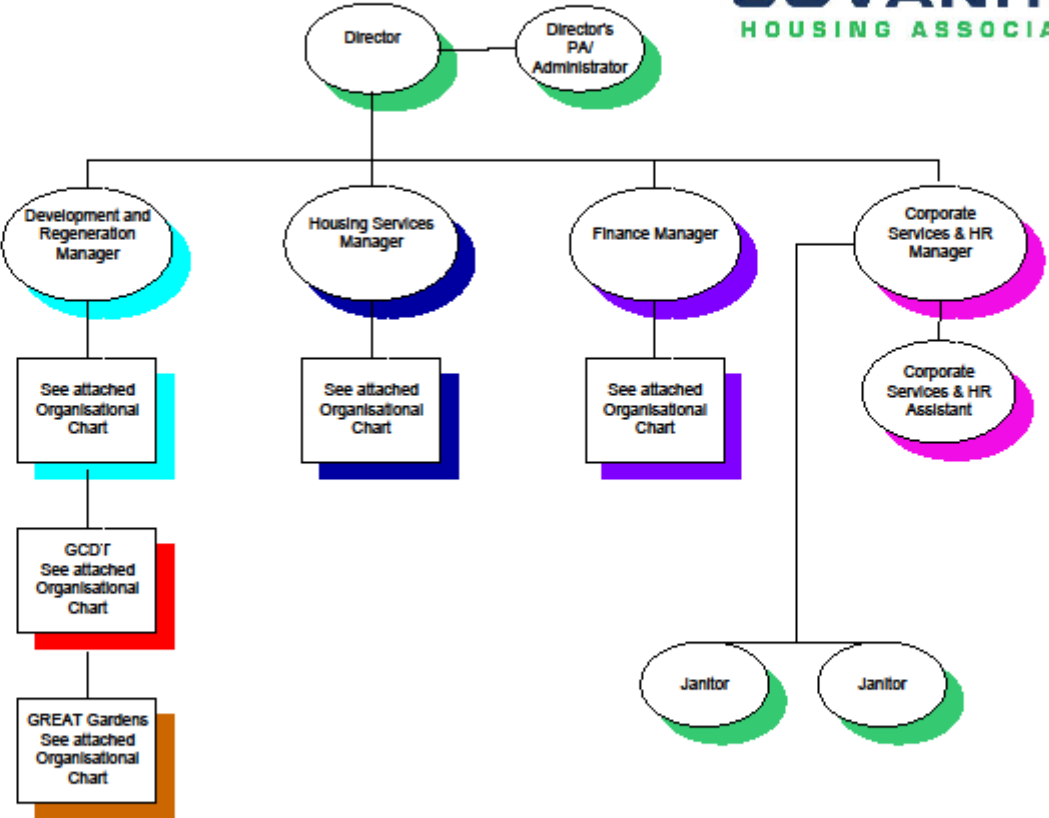 HOUSING
Director
Director's
PA/
Administrator
Development and
Regeneration
Manager
Housing Services
Manager
Finance Manager
Corporate
Services & HR
Manager
See attached
Organisational
Chart
See attached
Organisational
Chart
See attached
Organisational
Chart
Corporate
Services & HR
Assistant
GCDT
See attached
Organisational
Chart
Janitor
Janitor
GREAT Gardens
See attached
Organisational
Chart